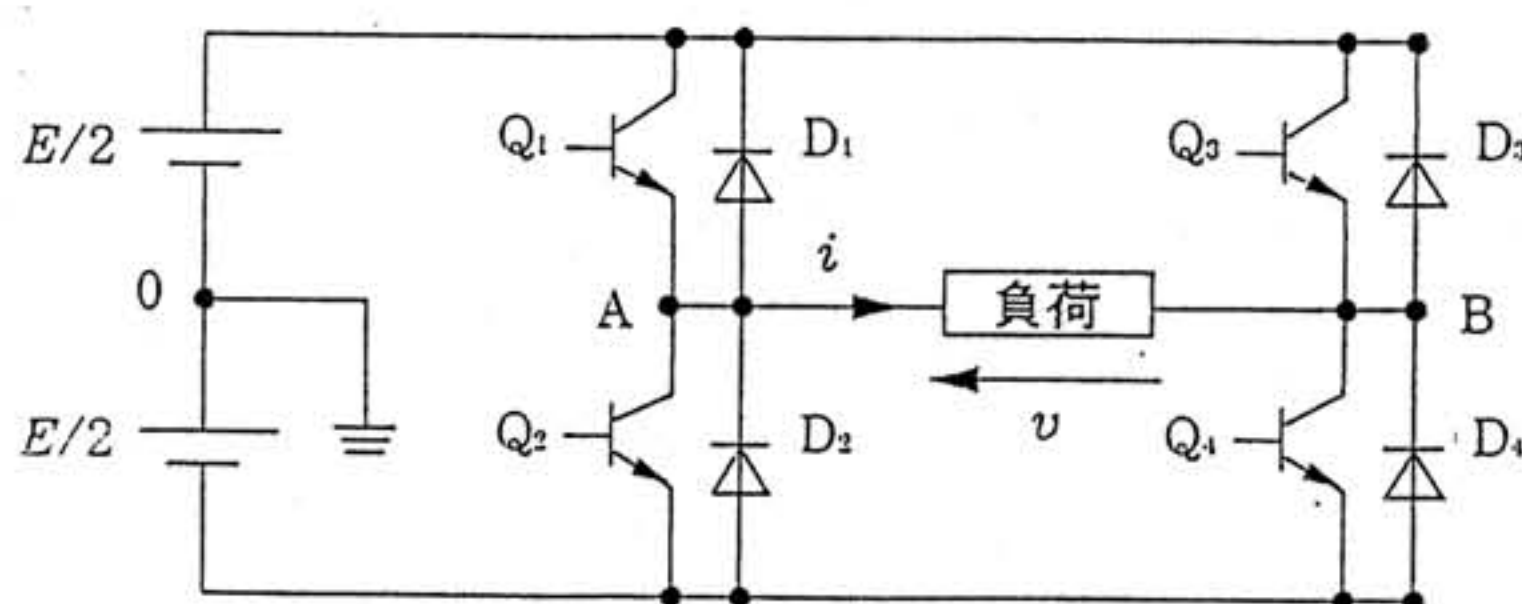 E/2
Q₁
D₁
Q₃
D₃
0
A
i
負荷
B
E/2
Q₂
D₂
v
Q₄
D₄